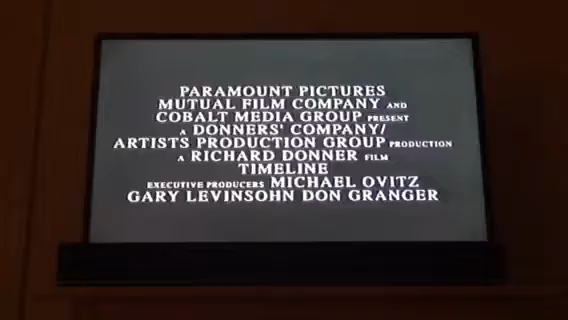 PARAMOUNT PICTURES
MUTUAL FILM COMPANY AND
COBALT MEDIA GROUP PRESENT
A DONNERS' COMPANY/
ARTISTS PRODUCTION GROUP PRODUCTION
A RICHARD DONNER FILM
TIMELINE
EXECUTIVE PRODUCERS MICHAEL OVITZ
GARY LEVINSOHN DON GRANGER